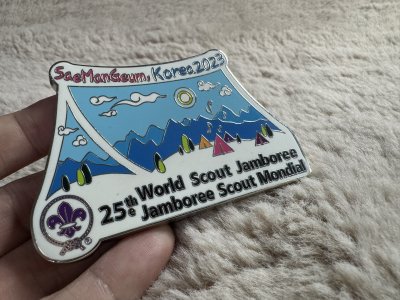 SaeManGeum, Korea 2023
25th World Scout Jamboree
25e Jamboree Scout Mondial